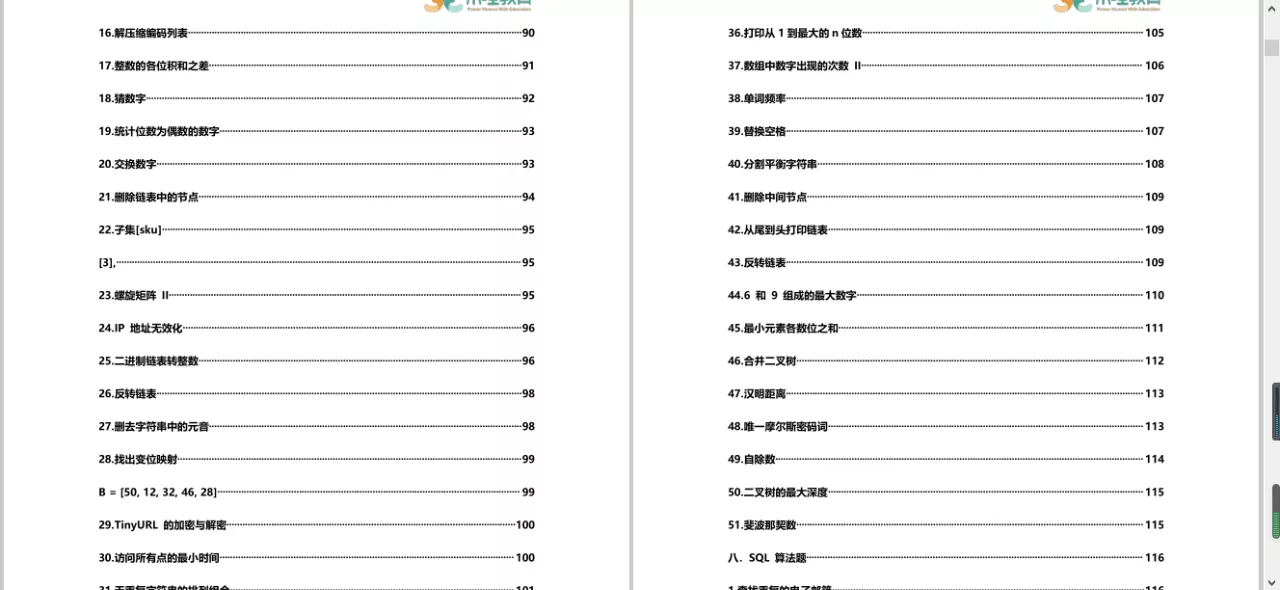 Power Human With Education
16.解压缩编码列表 90
17.整数的各位积和之差 91
18.猜数字 92
19.统计位数为偶数的数字 93
20.交换数字 93
21.删除链表中的节点 94
22.子集[sku] 95
[3], 95
23.螺旋矩阵 II 95
24.IP 地址无效化 96
25.二进制链表转整数 96
26.反转链表 98
27.删去字符串中的元音 98
28.找出变位映射 99
B = [50, 12, 32, 46, 28] 99
29.TinyURL 的加密与解密 100
30.访问所有点的最小时间 100
Power Human With Education
36.打印从 1 到最大的 n 位数 105
37.数组中数字出现的次数 II 106
38.单词频率 107
39.替换空格 107
40.分割平衡字符串 108
41.删除中间节点 109
42.从尾到头打印链表 109
43.反转链表 109
44.6 和 9 组成的最大数字 110
45.最小元素各数位之和 111
46.合并二叉树 112
47.汉明距离 113
48.唯一摩尔斯密码词 113
49.自除数 114
50.二叉树的最大深度 115
51.斐波那契数 115
八．SQL 算法题 116